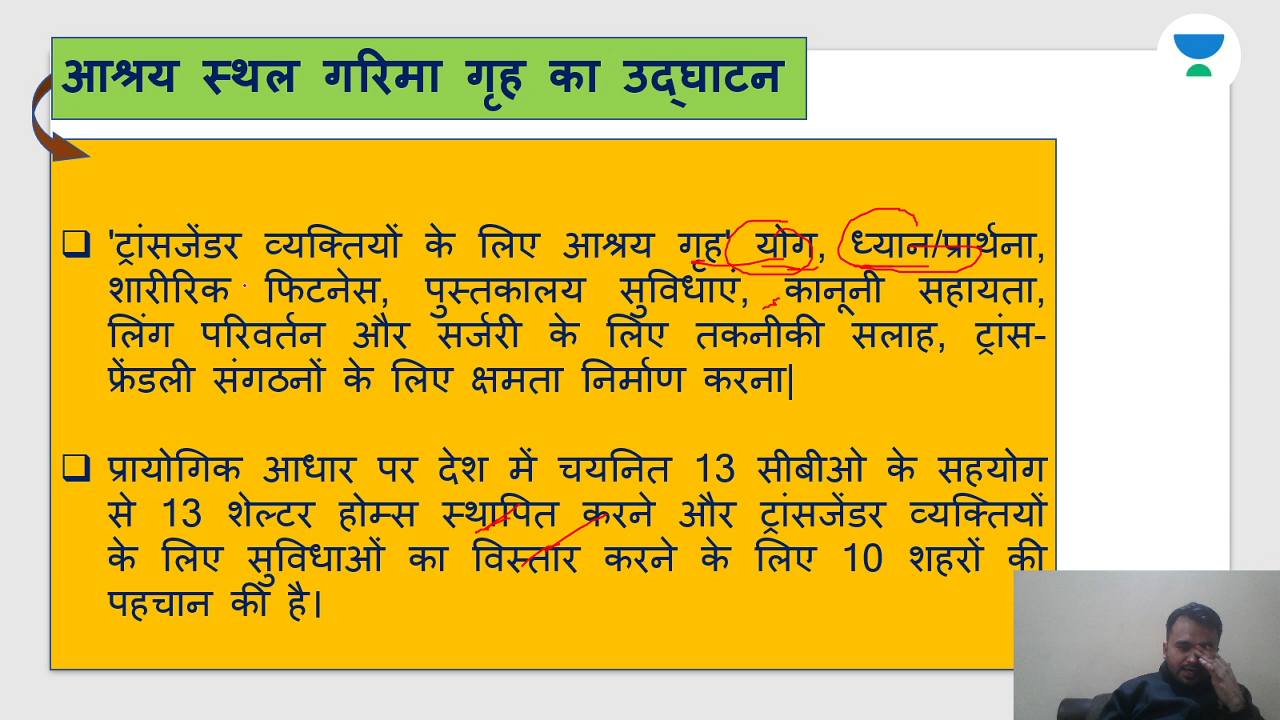 आश्रय स्थल गरिमा गृह का उद्घाटन
'ट्रांसजेंडर व्यक्तियों के लिए आश्रय गृह' योग, ध्यान/प्रार्थना,
शारीरिक फिटनेस, पुस्तकालय सुविधाएं, कानूनी सहायता,
लिंग परिवर्तन और सर्जरी के लिए तकनीकी सलाह, ट्रांस-
फ्रेंडली संगठनों के लिए क्षमता निर्माण करना|
प्रायोगिक आधार पर देश में चयनित 13 सीबीओ के सहयोग
से 13 शेल्टर होम्स स्थापित करने और ट्रांसजेंडर व्यक्तियों
के लिए सुविधाओं का विस्तार करने के लिए 10 शहरों की
पहचान की है।